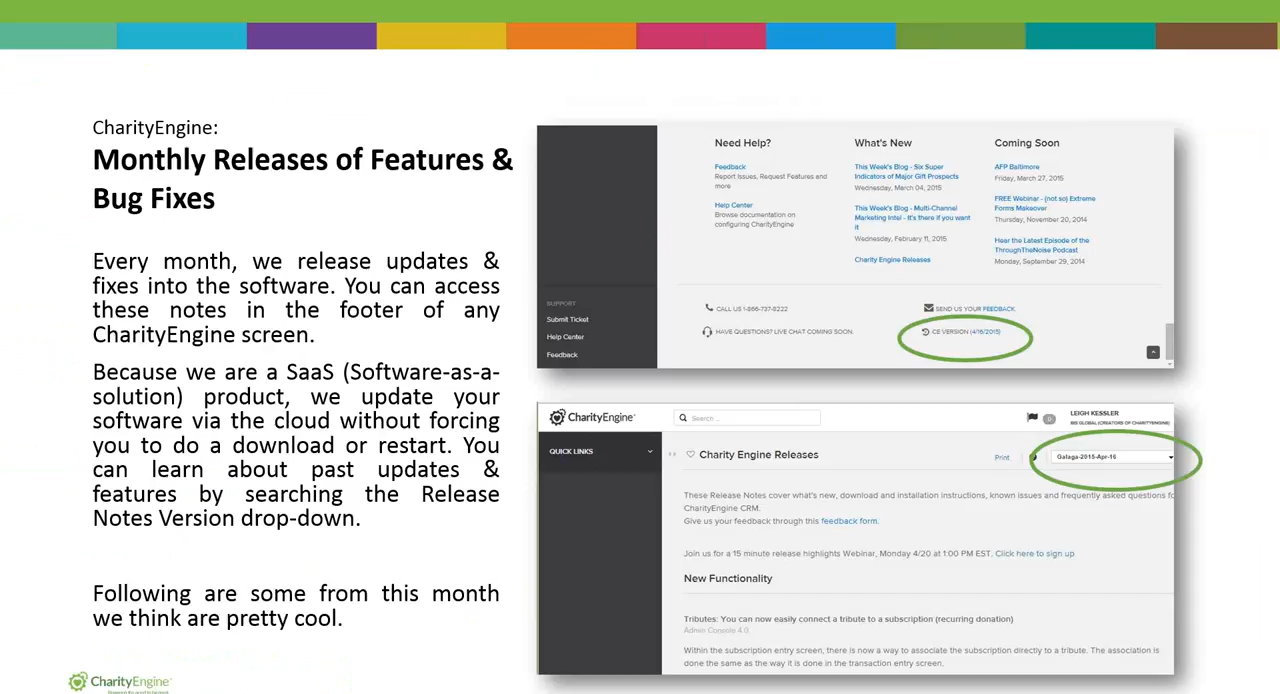 CharityEngine:
Monthly Releases of Features &
Bug Fixes
Every month, we release updates &
fixes into the software. You can access
these notes in the footer of any
CharityEngine screen.
Because we are a SaaS (Software-as-a-
solution) product, we update your
software via the cloud without forcing
you to do a download or restart. You
can learn about past updates &
features by searching the Release
Notes Version drop-down.
Following are some from this month
we think are pretty cool.
CharityEngine
Need Help?
Feedback
Report Issues, Request Features and
more
Help Center
Browse documentation on
configuring CharityEngine
What's New
This Week's Blog - Six Super
Indicators of Major Gift Prospects
Wednesday, March 04, 2015
This Week's Blog - Multi-Channel
Marketing Intel - It's there if you want
it
Wednesday, February 11, 2015
Charity Engine Releases
Coming Soon
AFP Baltimore
Friday, March 27, 2015
FREE Webinar - (not so) Extreme
Forms Makeover
Thursday, November 20, 2014
Hear the Latest Episode of the
ThroughTheNoise Podcast
Monday, September 29, 2014
SUPPORT
Submit Ticket
Help Center
Feedback
CALL US 1-866-737-8222
SEND US YOUR FEEDBACK.
HAVE QUESTIONS? LIVE CHAT COMING SOON.
CE VERSION (4/16/2015)
CharityEngine
Search...
0
LEIGH KESSLER
BIS GLOBAL (CREATORS OF CHARITYENGINE)
QUICK LINKS
Charity Engine Releases
Print
Galaga-2015-Apr-16
These Release Notes cover what's new, download and installation instructions, known issues and frequently asked questions fo
CharityEngine CRM.
Give us your feedback through this feedback form.
Join us for a 15 minute release highlights Webinar, Monday 4/20 at 1:00 PM EST. Click here to sign up
New Functionality
Tributes: You can now easily connect a tribute to a subscription (recurring donation)
Admin Console 4.0
Within the subscription entry screen, there is now a way to associate the subscription directly to a tribute. The association is
done the same as the way it is done in the transaction entry screen.